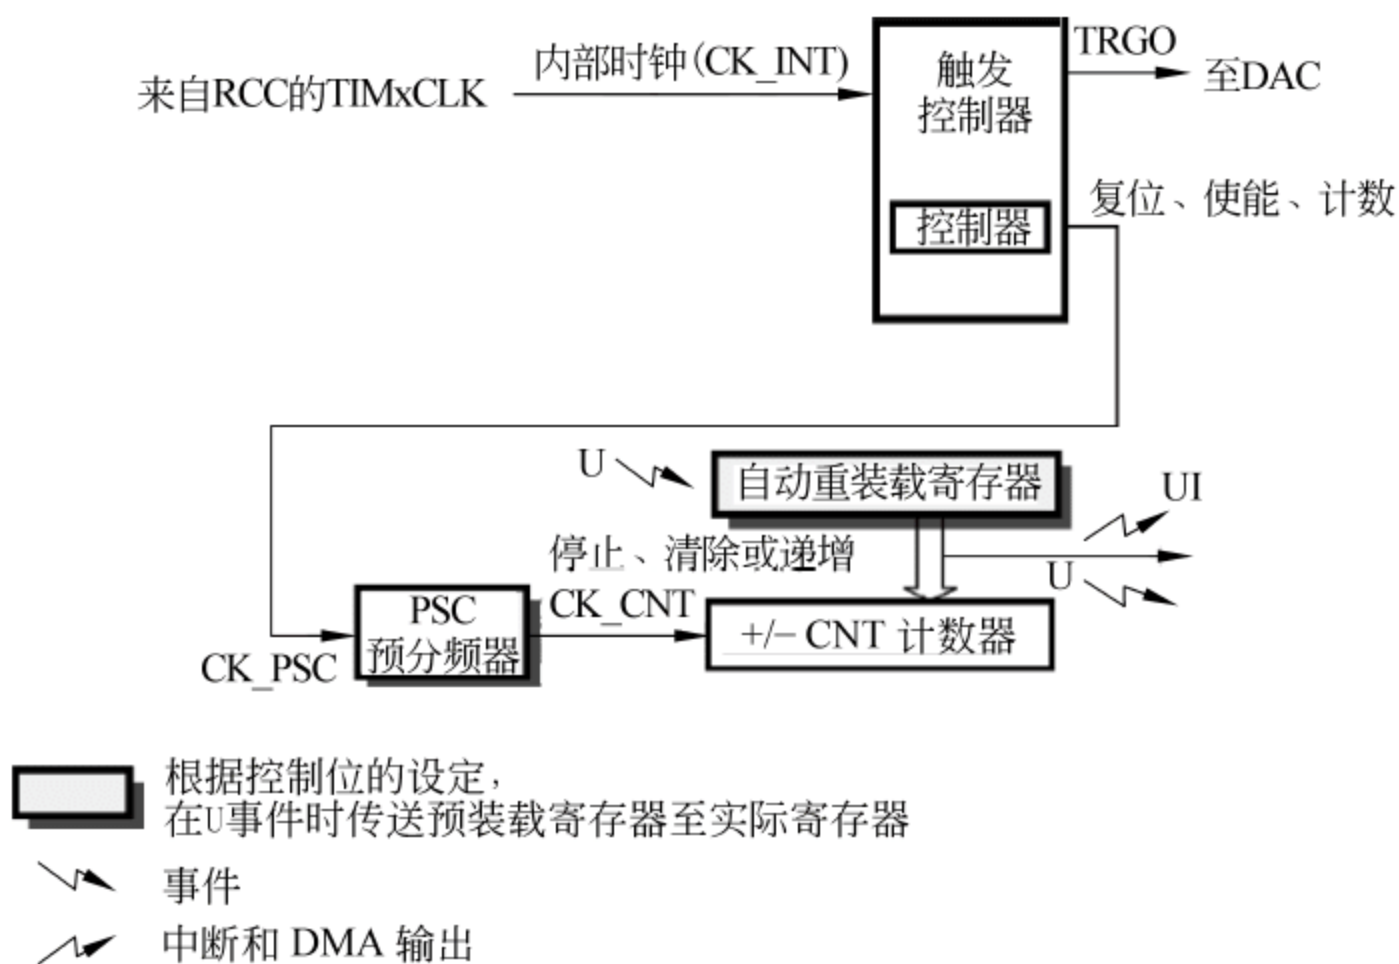 来自RCC的TIMxCLK
内部时钟(CK_INT)
触发
控制器
TRGO
至DAC
控制器
复位、使能、计数
U
自动重装载寄存器
UI
停止、清除或递增
U
CK_PSC
PSC
预分频器
CK_CNT
+/− CNT 计数器
根据控制位的设定，
在U事件时传送预装载寄存器至实际寄存器
事件
中断和 DMA 输出